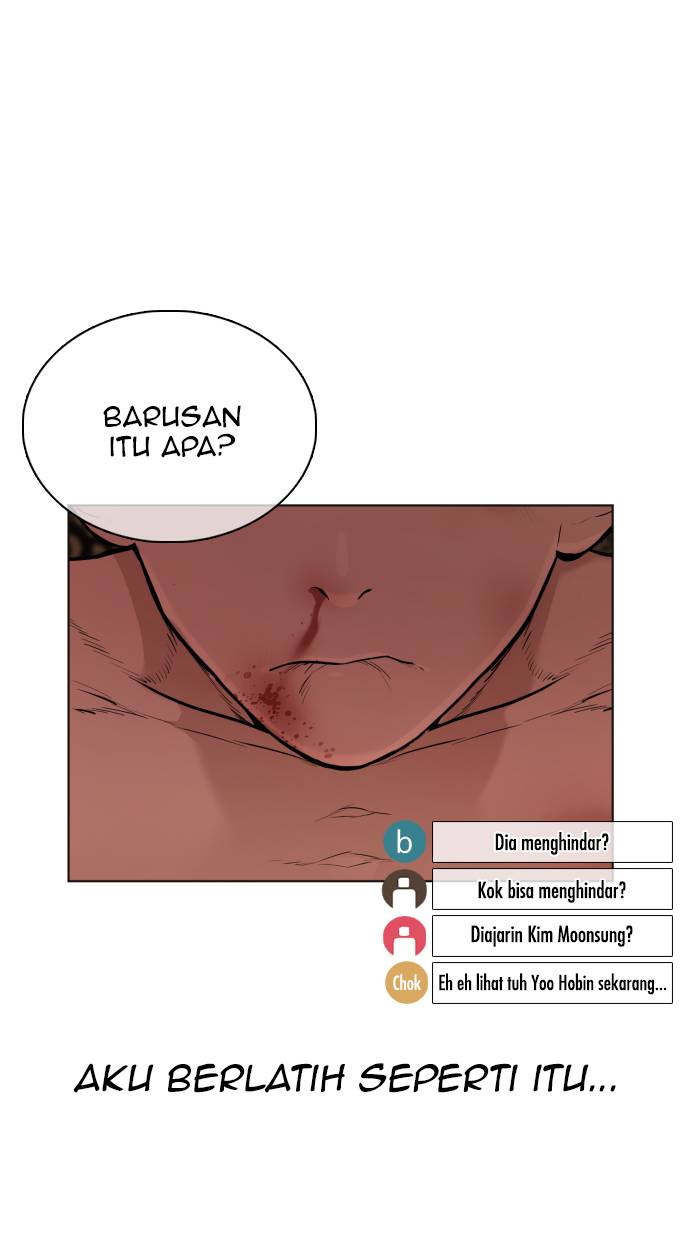 BARUSAN
ITU APA?
b
Dia menghindar?
Kok bisa menghindar?
Diajarin Kim Moonsung?
Chok
Eh eh lihat tuh Yoo Hobin sekarang...
AKU BERLATIH SEPERTI ITU...